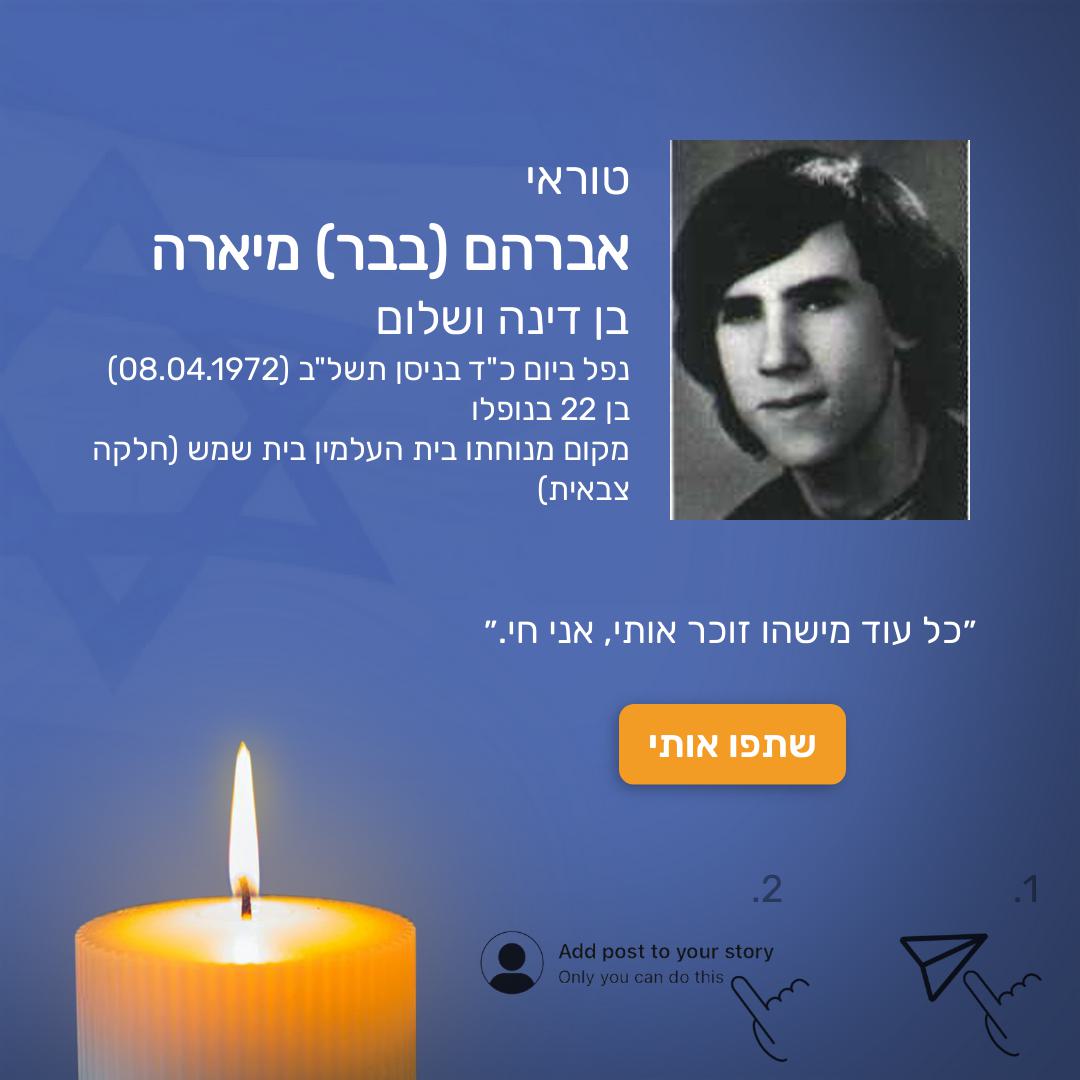 טוראי
אברהם (בבר) מיארה
בן דינה ושלום
נפל ביום כ"ד בניסן תשל"ב (08.04.1972)
בן 22 בנופלו
מקום מנוחתו בית העלמין בית שמש (חלקה
צבאית)
״כל עוד מישהו זוכר אותי, אני חי.״
שתפו אותי
1.
2.
Add post to your story
Only you can do this